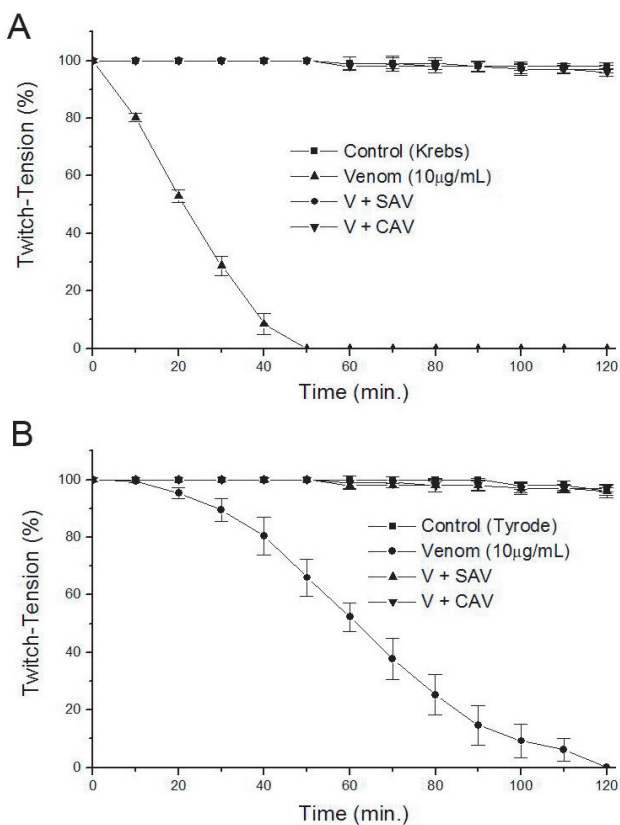 A
Twitch-Tension (%)
100
80
60
40
20
0
Control (Krebs)
Venom (10µg/mL)
V + SAV
V + CAV
0 20 40 60 80 100 120
Time (min.)
B
Twitch-Tension (%)
100
80
60
40
20
0
Control (Tyrode)
Venom (10µg/mL)
V + SAV
V + CAV
0 20 40 60 80 100 120
Time (min.)